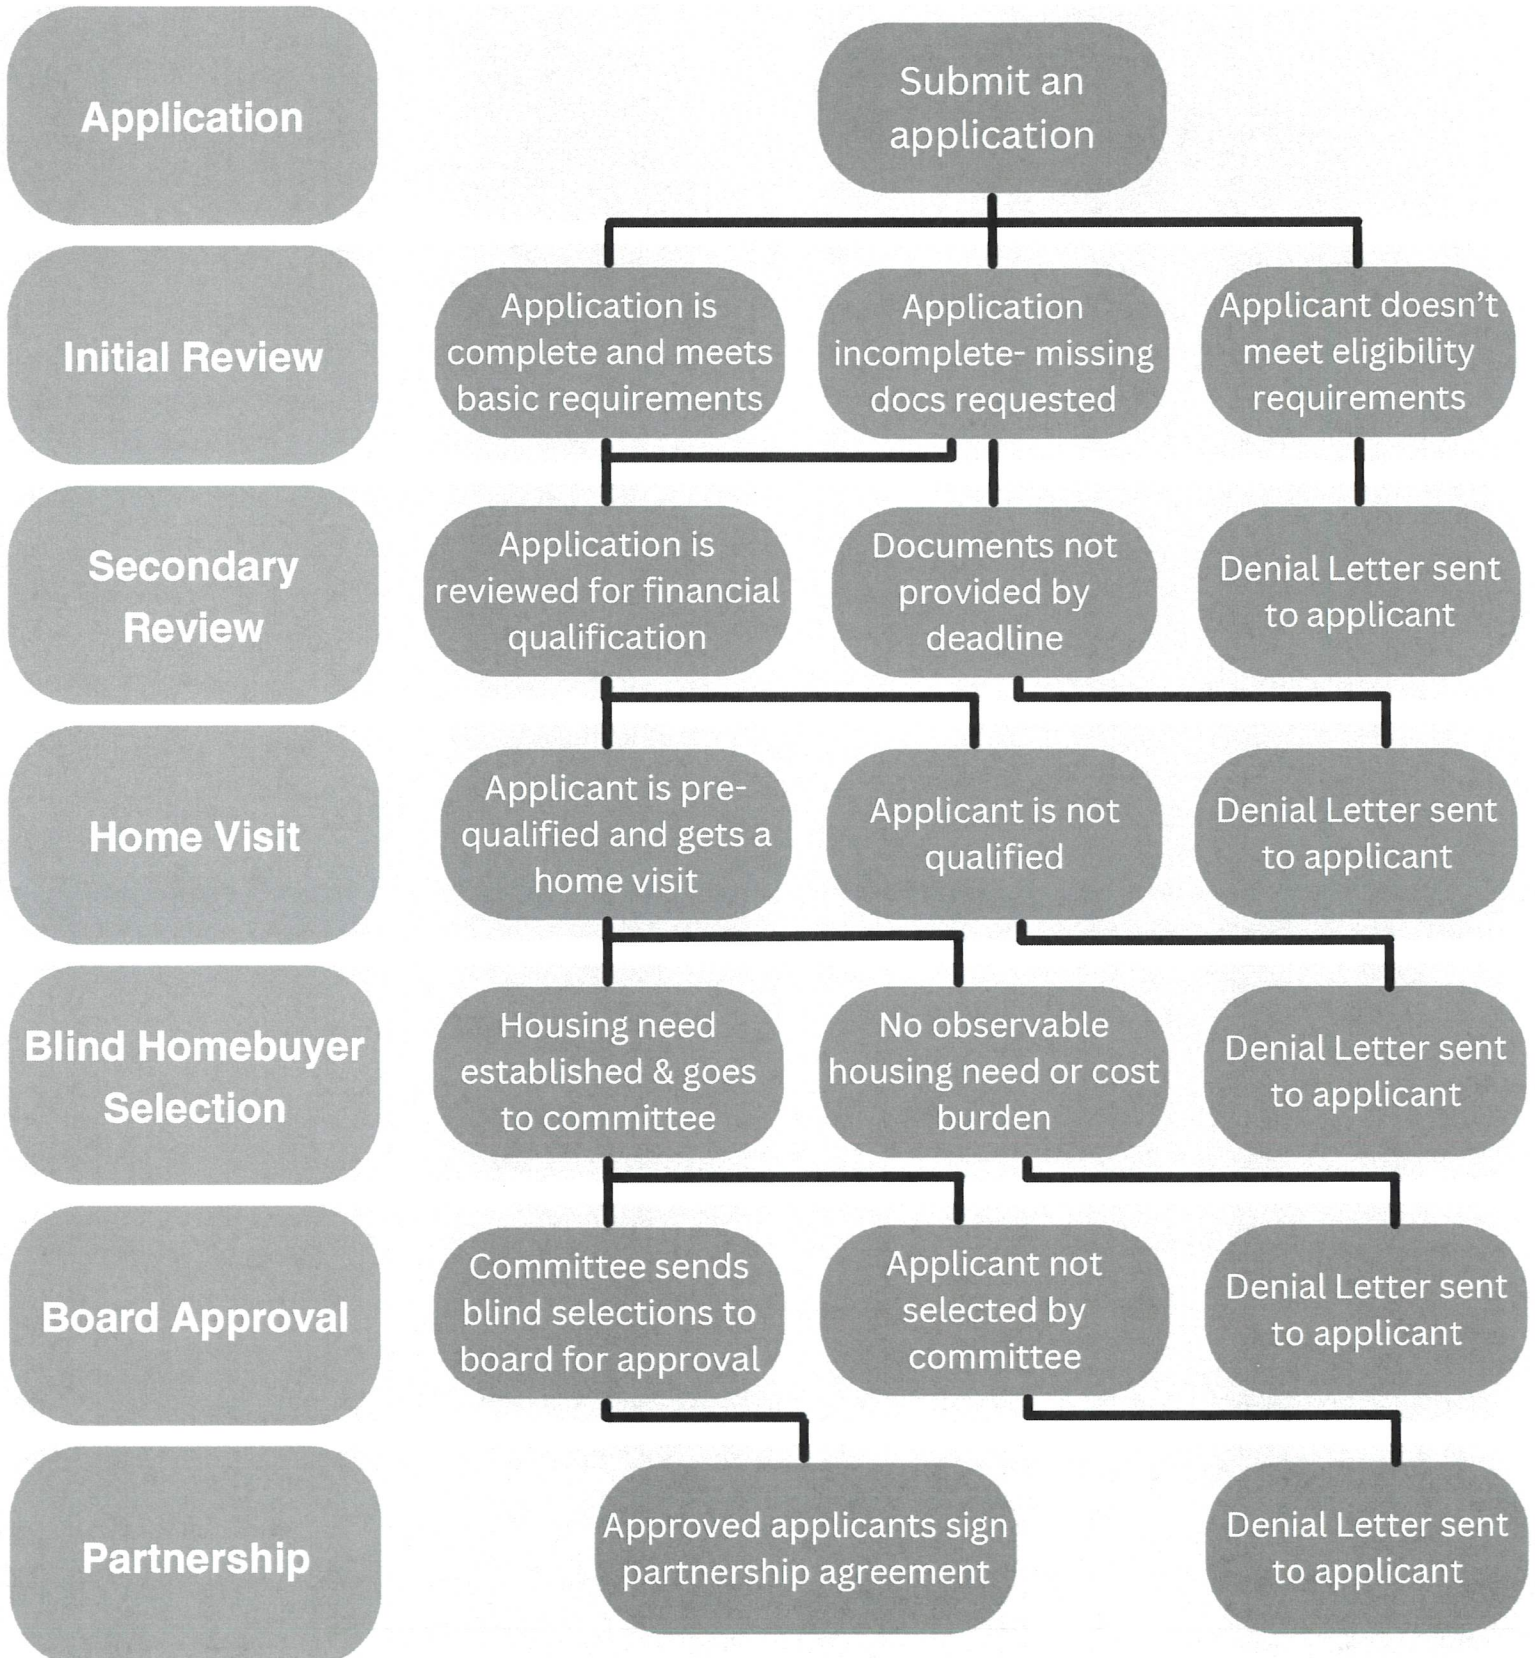 Application
Submit an
application
Initial Review
Application is
complete and meets
basic requirements
Application
incomplete- missing
docs requested
Applicant doesn't
meet eligibility
requirements
Secondary
Review
Application is
reviewed for financial
qualification
Documents not
provided by
deadline
Denial Letter sent
to applicant
Home Visit
Applicant is pre-
qualified and gets a
home visit
Applicant is not
qualified
Denial Letter sent
to applicant
Blind Homebuyer
Selection
Housing need
established & goes
to committee
No observable
housing need or cost
burden
Denial Letter sent
to applicant
Board Approval
Committee sends
blind selections to
board for approval
Applicant not
selected by
committee
Denial Letter sent
to applicant
Partnership
Approved applicants sign
partnership agreement
Denial Letter sent
to applicant